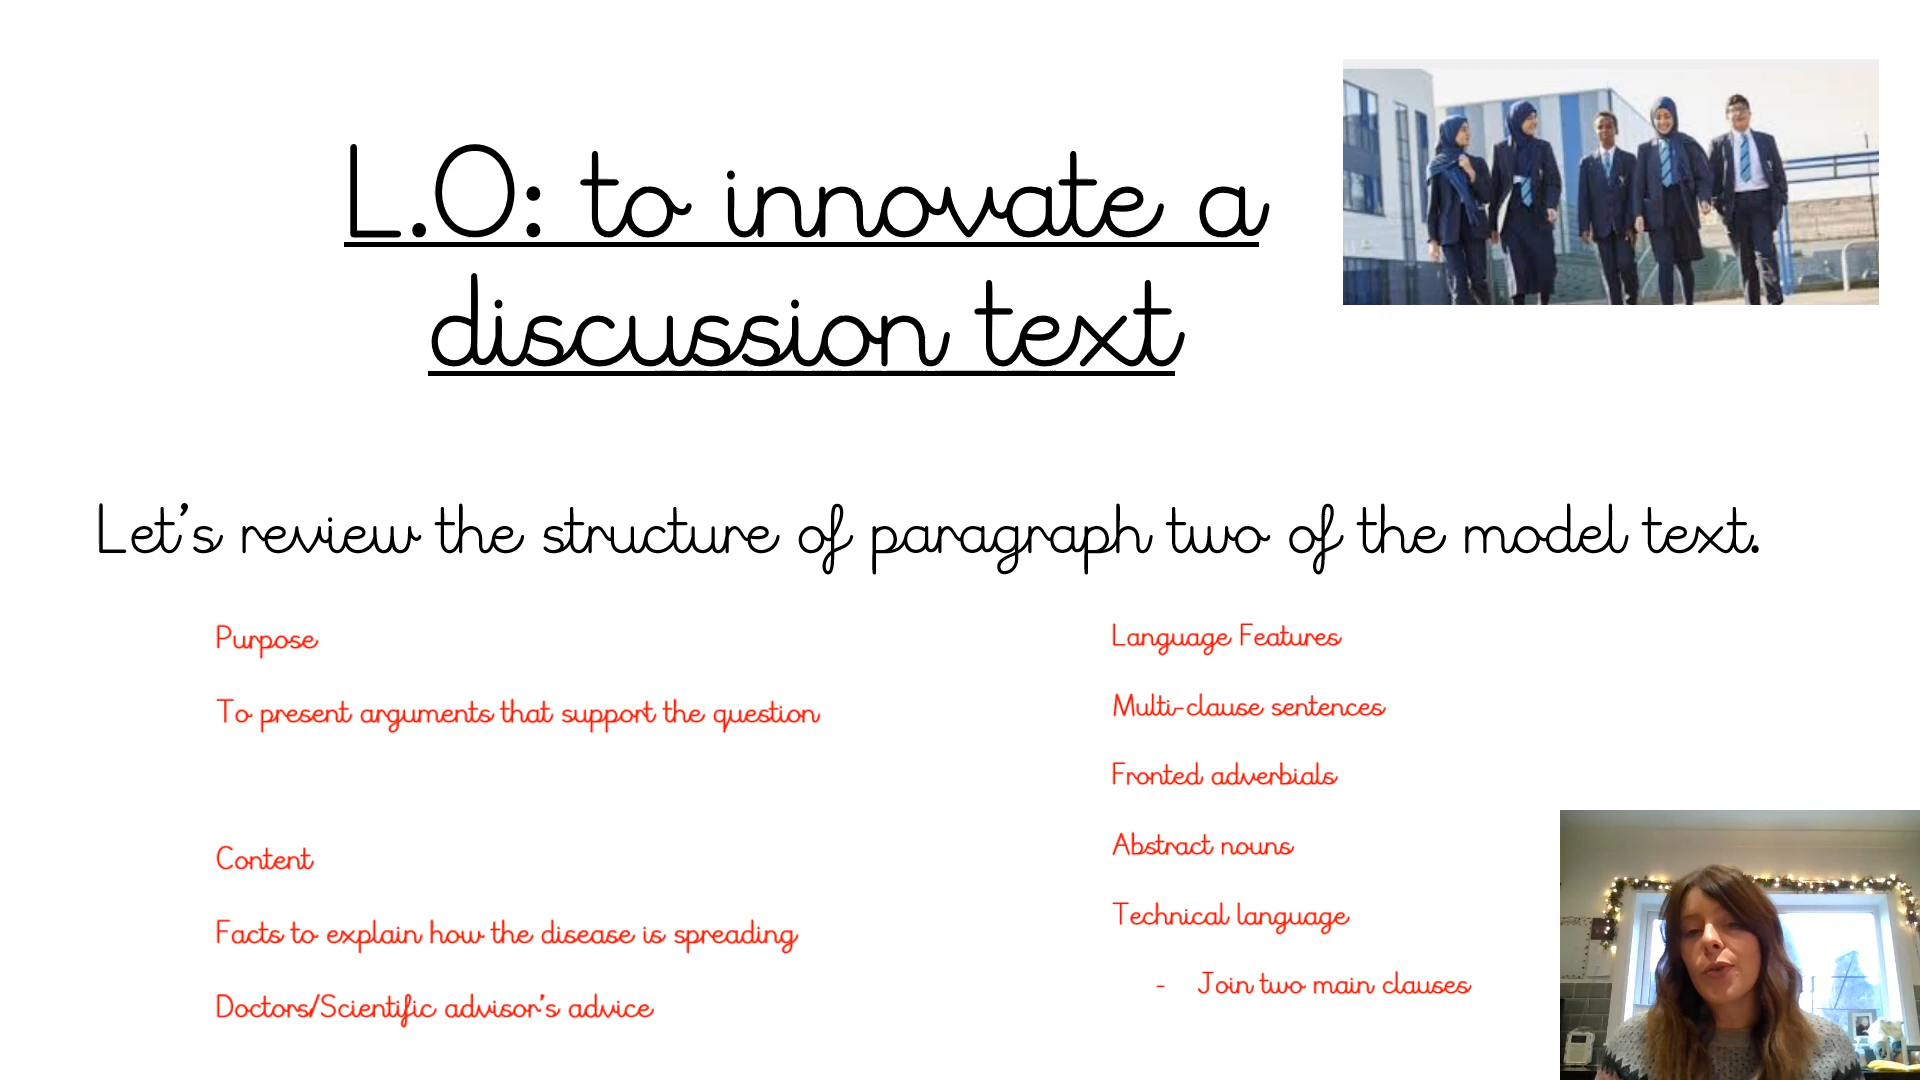 L.O: to innovate a
discussion text
Let's review the structure of paragraph two of the model text.
Purpose
To present arguments that support the question
Content
Facts to explain how the disease is spreading
Doctors/Scientific advisor's advice
Language Features
Multi-clause sentences
Fronted adverbials
Abstract nouns
Technical language
- Join two main clauses